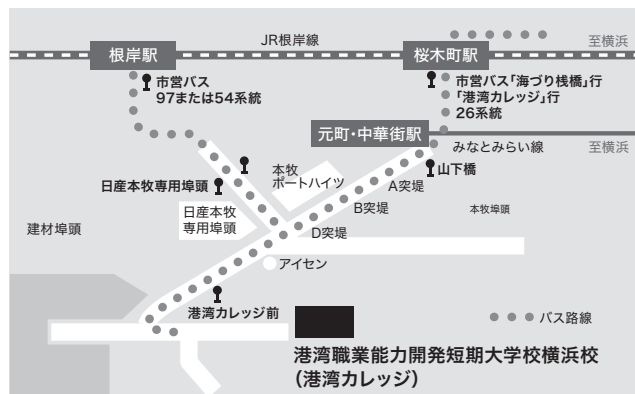 JR根岸線
至横浜
根岸駅
桜木町駅
市営バス
97または54系統
市営バス「海づり桟橋」行
「港湾カレッジ」行
26系統
元町・中華街駅
みなとみらい線
至横浜
山下橋
本牧
ポートハイツ
A突堤
日産本牧専用埠頭
B突堤
本牧埠頭
日産本牧
専用埠頭
建材埠頭
D突堤
アイセン
港湾カレッジ前
バス路線
港湾職業能力開発短期大学校横浜校
(港湾カレッジ)